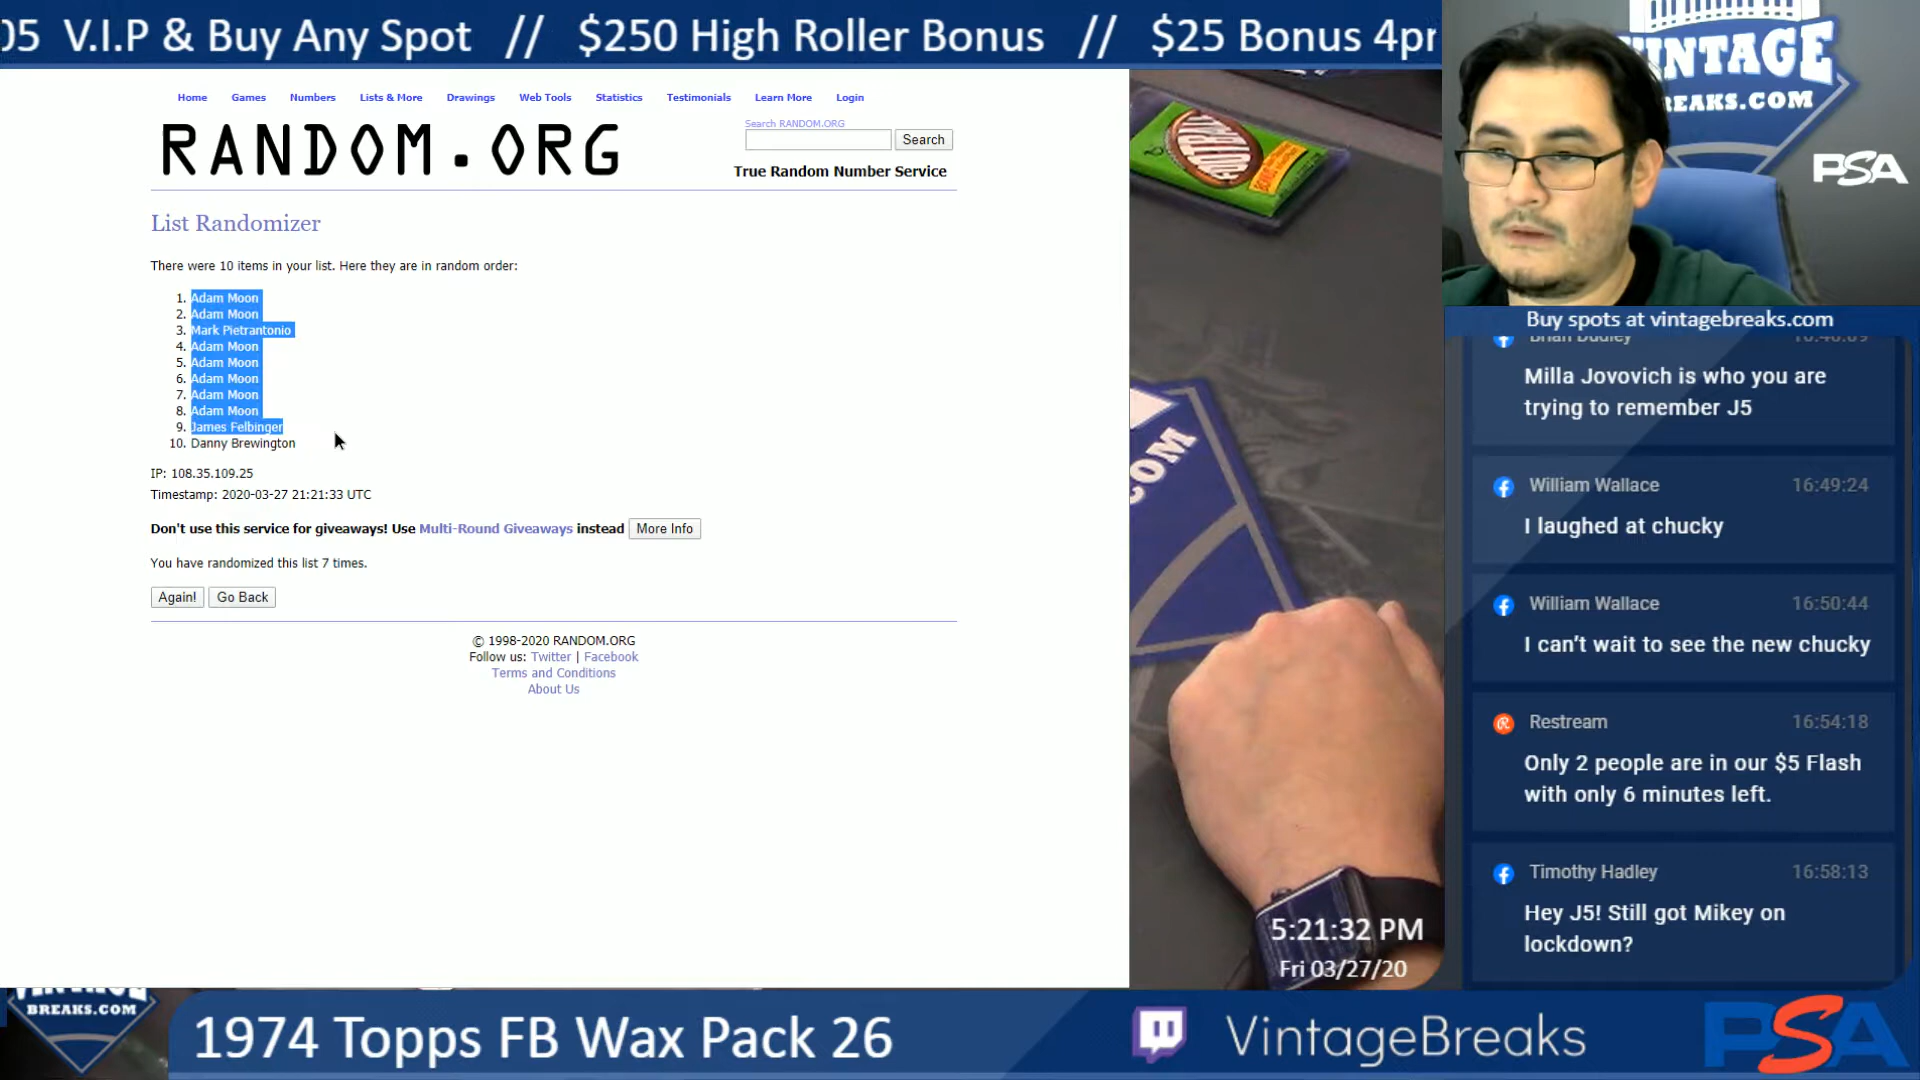 05 V.I.P & Buy Any Spot // $250 High Roller Bonus // $25 Bonus 4pr
Home Games Numbers Lists & More Drawings Web Tools Statistics Testimonials Learn More Login
RANDOM.ORG
Search RANDOM.ORG
Search
True Random Number Service
List Randomizer
There were 10 items in your list. Here they are in random order:
1. Adam Moon
2. Adam Moon
3. Mark Pietrantonio
4. Adam Moon
5. Adam Moon
6. Adam Moon
7. Adam Moon
8. Adam Moon
9. James Felbinger
10. Danny Brewington
IP: 108.35.109.25
Timestamp: 2020-03-27 21:21:33 UTC
Don't use this service for giveaways! Use Multi-Round Giveaways instead More Info
You have randomized this list 7 times.
Again! Go Back
© 1998-2020 RANDOM.ORG
Follow us: Twitter | Facebook
Terms and Conditions
About Us
.COM
5:21:32 PM
Fri 03/27/20
VINTAGE
BREAKS.COM
PSA
Buy spots at vintagebreaks.com
Brian Dudley
Milla Jovovich is who you are
trying to remember J5
William Wallace 16:49:24
I laughed at chucky
William Wallace 16:50:44
I can't wait to see the new chucky
Restream 16:54:18
Only 2 people are in our $5 Flash
with only 6 minutes left.
Timothy Hadley 16:58:13
Hey J5! Still got Mikey on
lockdown?
VINTAGE
BREAKS.COM
1974 Topps FB Wax Pack 26
VintageBreaks
PSA